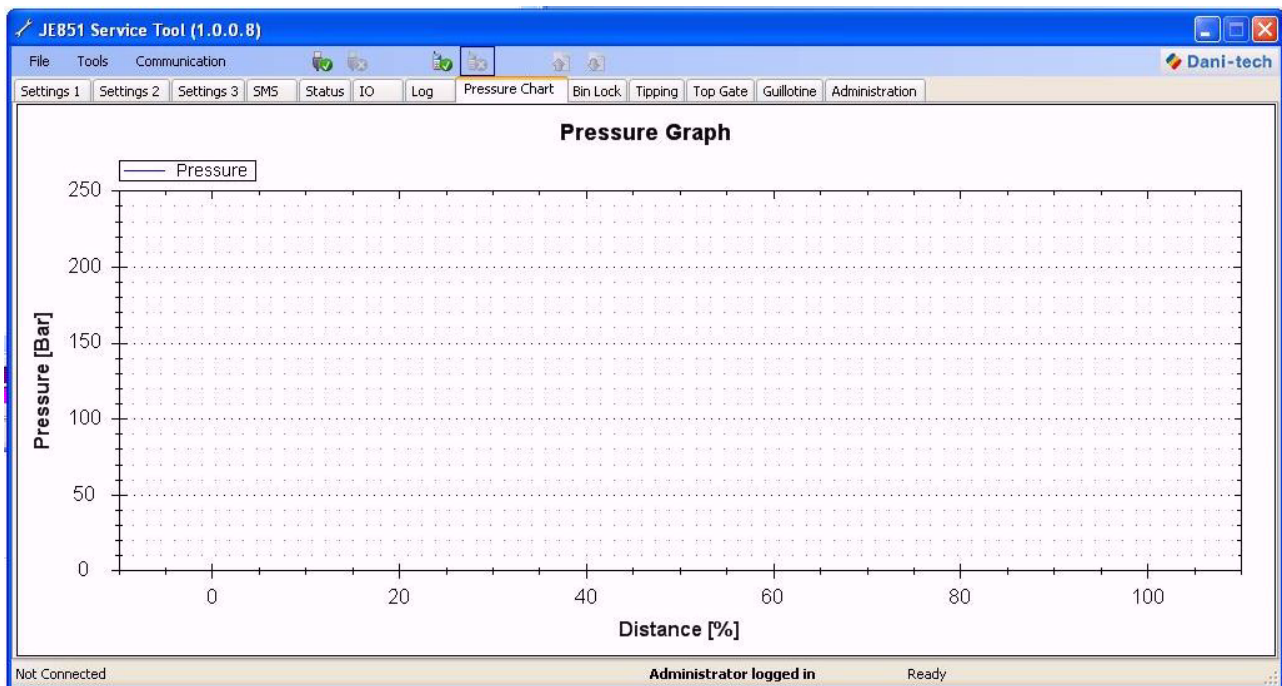 JE851 Service Tool (1.0.0.8)
File Tools Communication
Dani-tech
Settings 1 Settings 2 Settings 3 SMS Status IO Log Pressure Chart Bin Lock Tipping Top Gate Guillotine Administration
Pressure Graph
Pressure
250
200
150
100
50
0
Pressure [Bar]
0 20 40 60 80 100
Distance [%]
Not Connected Administrator logged in Ready